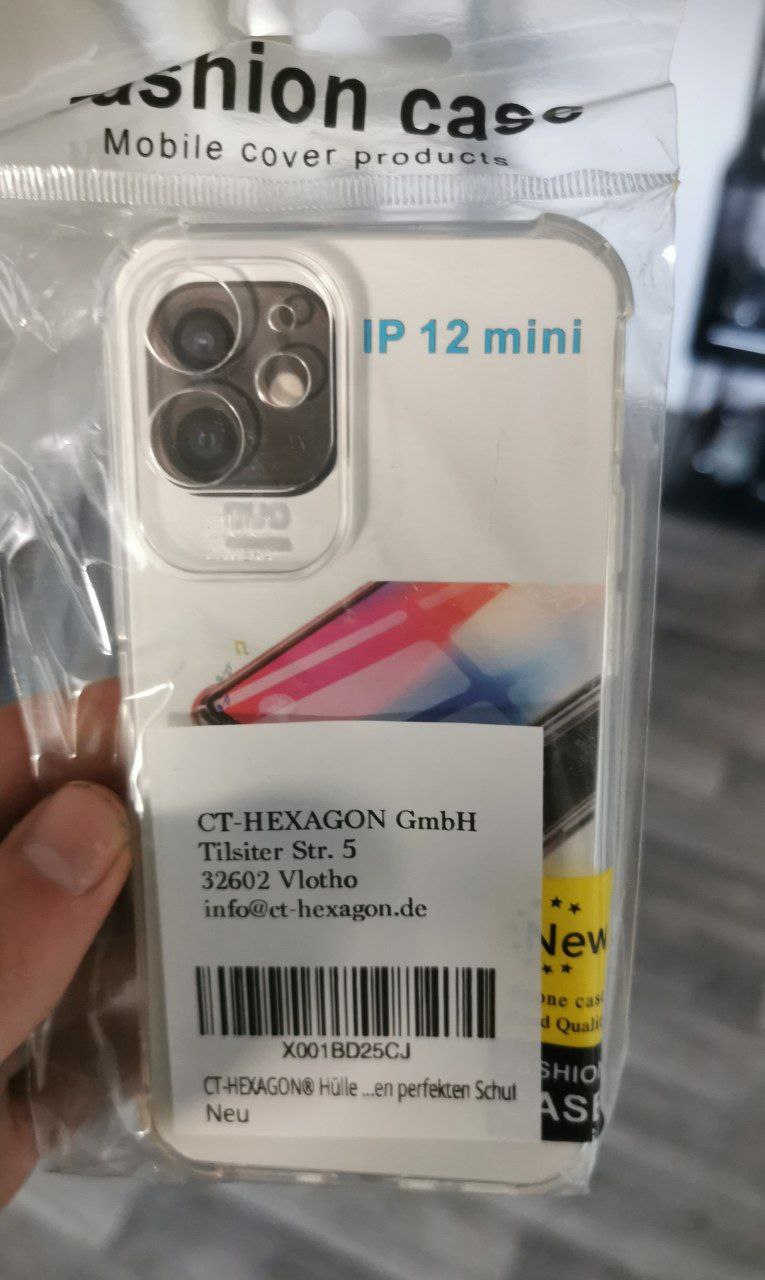 case
Mobile Cover products
IP 12 mini
CT-HEXAGON GmbH
Tilsiter Str. 5
32602 Vlotho
info@ct-hexagon.de
New
X001BD25CJ
CT-HEXAGON® Hülle ...en perfekten Schut
Neu